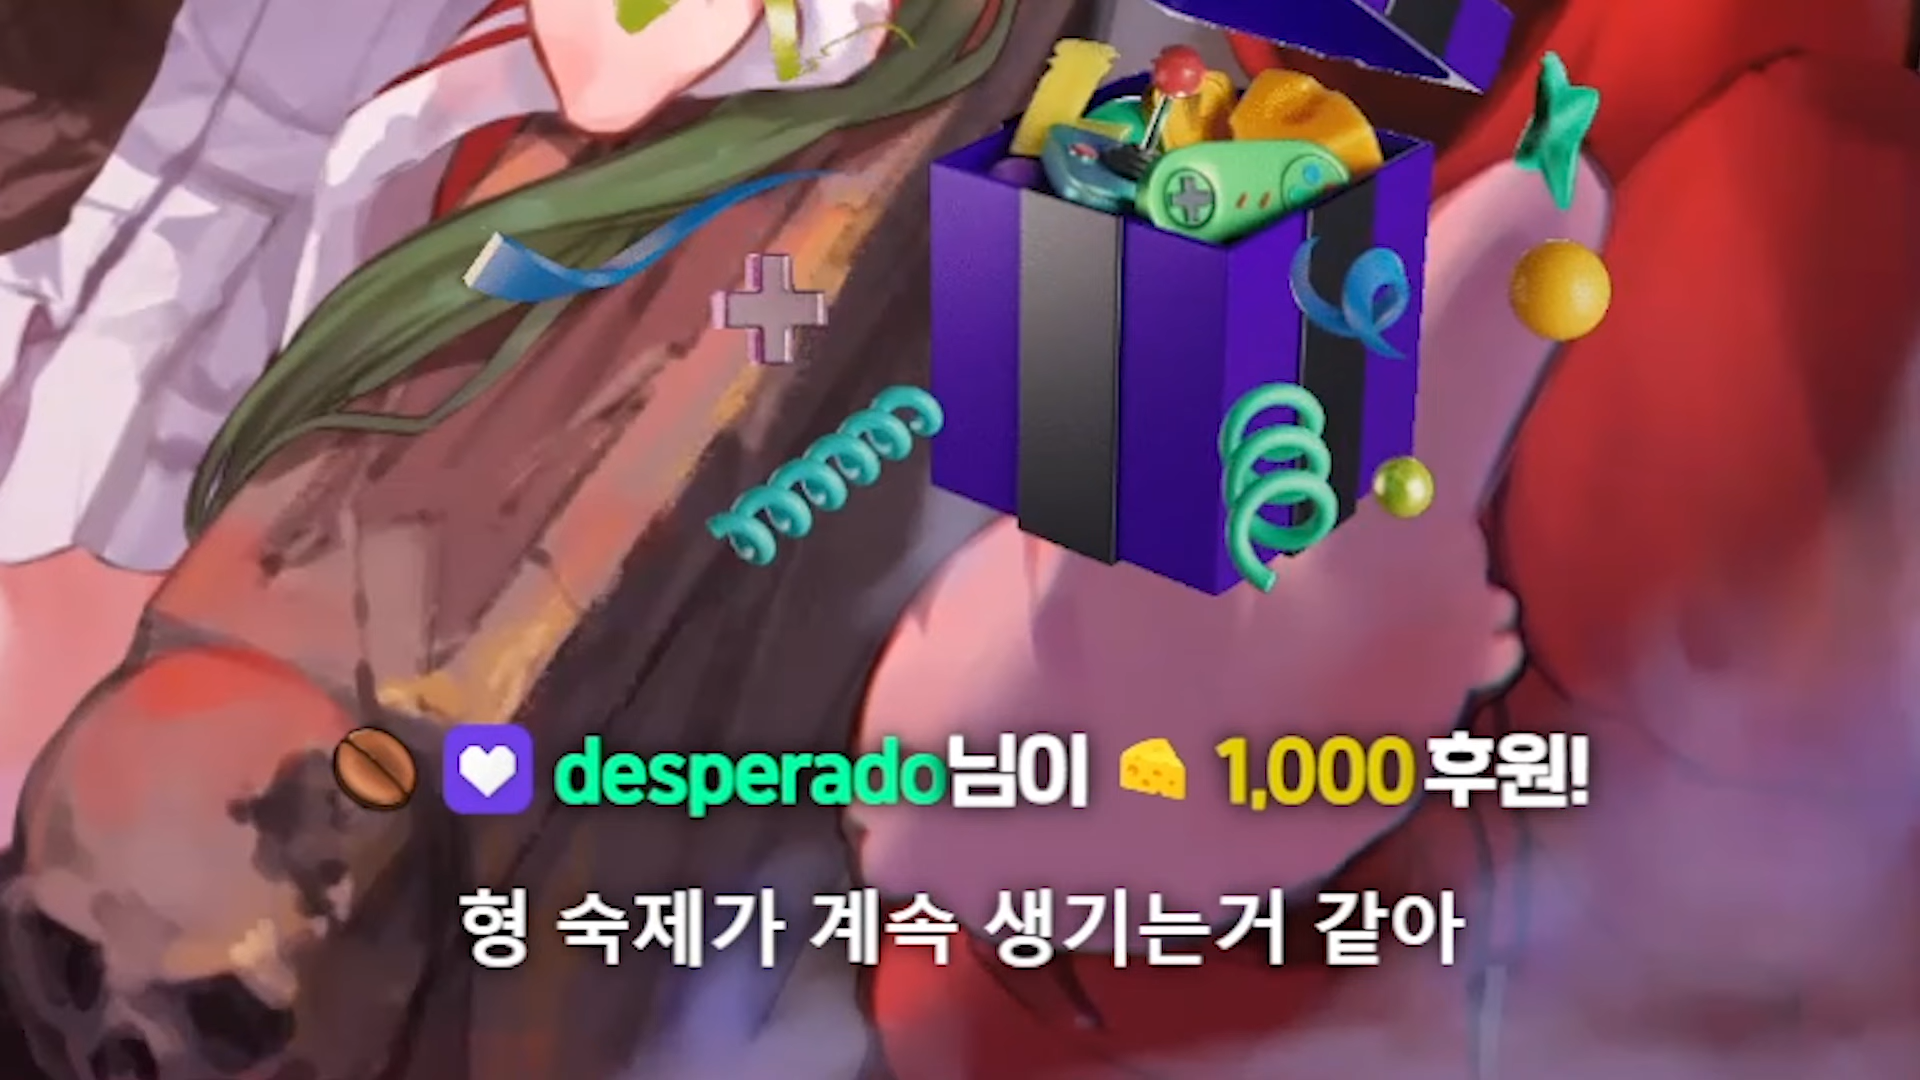 desperado님이 1,000 후원!
형 숙제가 계속 생기는거 같아